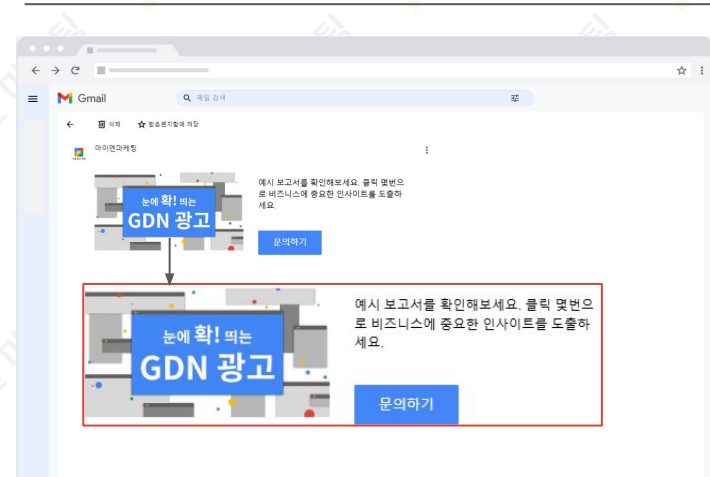 Gmail
메일 검색
삭제
받은편지함에 저장
아이엔마케팅
눈에 확! 띄는
GDN 광고
예시 보고서를 확인해보세요. 클릭 몇번으
로 비즈니스에 중요한 인사이트를 도출하
세요.
문의하기
눈에 확! 띄는
GDN 광고
예시 보고서를 확인해보세요. 클릭 몇번으
로 비즈니스에 중요한 인사이트를 도출하
세요.
문의하기